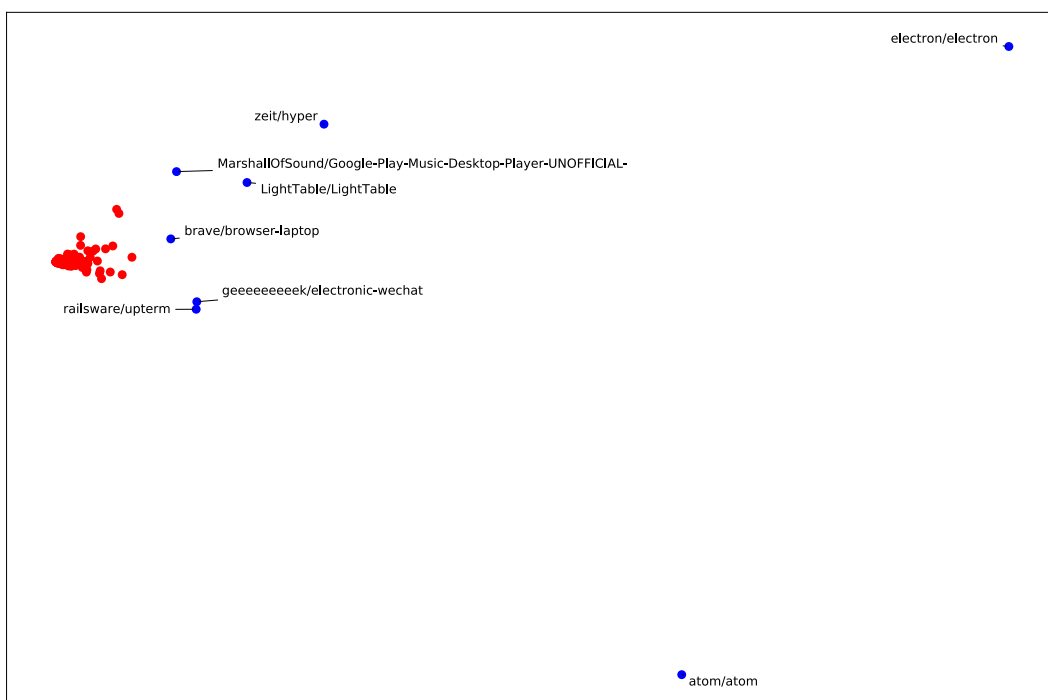 electron/electron
zeit/hyper
MarshallOfSound/Google-Play-Music-Desktop-Player-UNOFFICIAL-
LightTable/LightTable
brave/browser-laptop
geeeeeeeeek/electronic-wechat
railsware/upterm
atom/atom